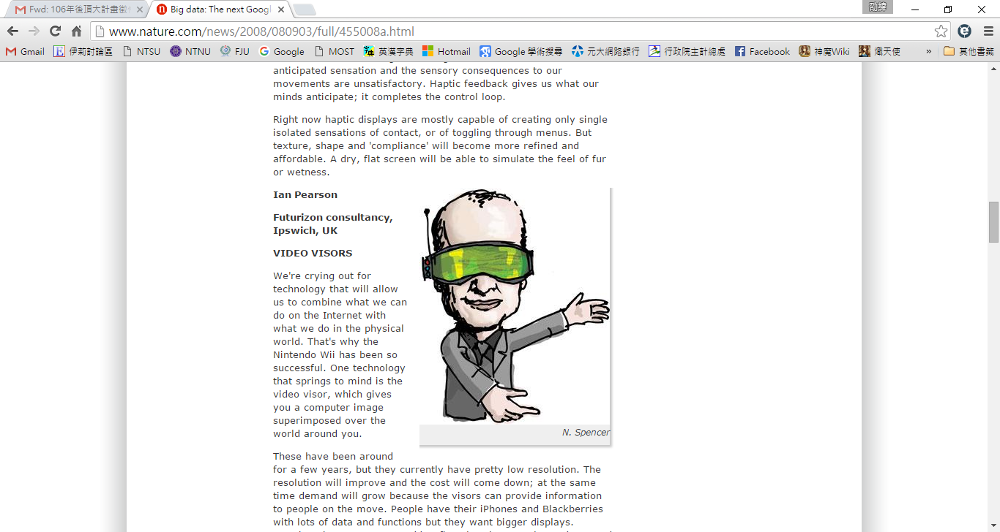 Fwd: 106年後頂大計畫徵
Big data: The next Googl
劭緯
www.nature.com/news/2008/080903/full/455008a.html
Gmail
伊莉討論區
NTSU
NTNU
FJU
Google
MOST
英漢字典
Hotmail
Google 學術搜尋
元大網路銀行
行政院主計總處
Facebook
神魔Wiki
熾天使
»
其他書籤
anticipated sensation and the sensory consequences to our
movements are unsatisfactory. Haptic feedback gives us what our
minds anticipate; it completes the control loop.
Right now haptic displays are mostly capable of creating only single
isolated sensations of contact, or of toggling through menus. But
texture, shape and 'compliance' will become more refined and
affordable. A dry, flat screen will be able to simulate the feel of fur
or wetness.
Ian Pearson
Futurizon consultancy,
Ipswich, UK
VIDEO VISORS
We're crying out for
technology that will allow
us to combine what we can
do on the Internet with
what we do in the physical
world. That's why the
Nintendo Wii has been so
successful. One technology
that springs to mind is the
video visor, which gives
you a computer image
superimposed over the
world around you.
N. Spencer
These have been around
for a few years, but they currently have pretty low resolution. The
resolution will improve and the cost will come down; at the same
time demand will grow because the visors can provide information
to people on the move. People have their iPhones and Blackberries
with lots of data and functions but they want bigger displays.